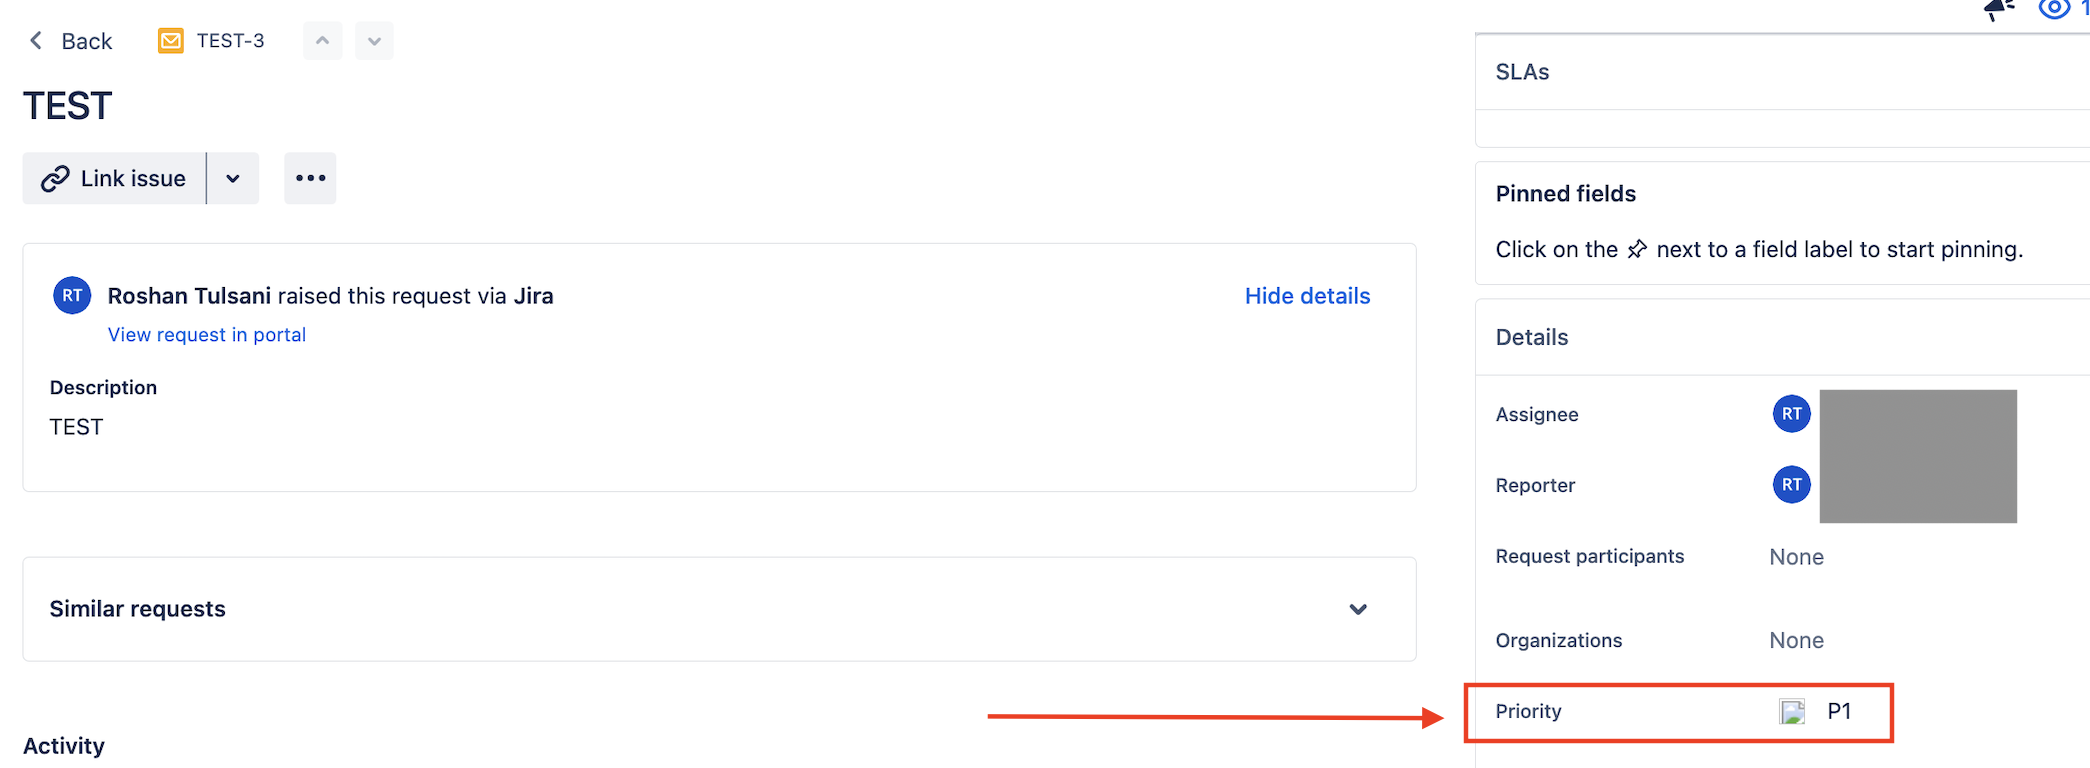 Back TEST-3
TEST
Link issue
RT Roshan Tulsani raised this request via Jira Hide details
View request in portal
Description
TEST
Similar requests
Activity
1
SLAs
Pinned fields
Click on the next to a field label to start pinning.
Details
Assignee RT
Reporter RT
Request participants None
Organizations None
Priority P1